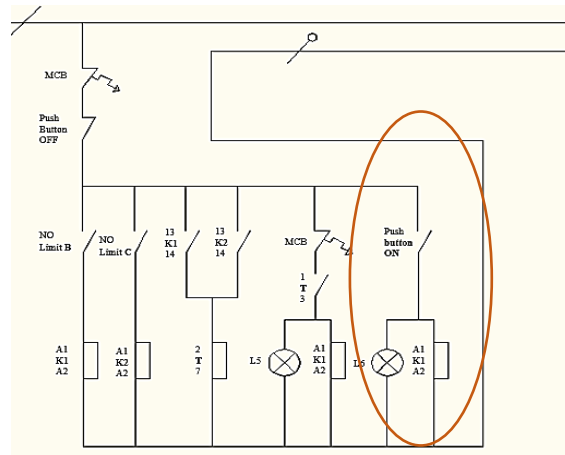 MCB
Push
Button
OFF
NO
Limit B
NO
Limit C
13
K1
14
13
K2
14
MCB
1
T
3
Push
button
ON
A1
K1
A2
A1
K2
A2
2
T
7
L5
A1
K1
A2
L6
A1
K1
A2